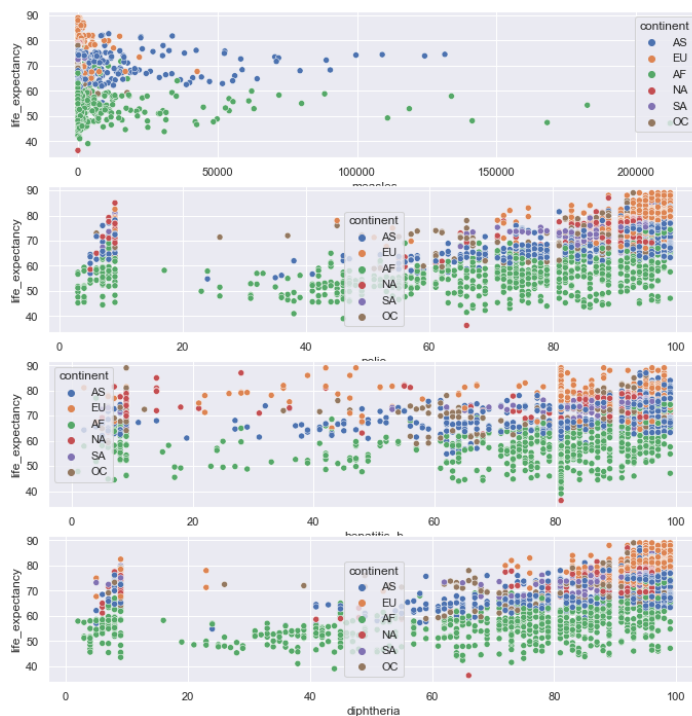 90
80
70
60
50
40
life_expectancy
continent
AS
EU
AF
NA
SA
OC
0 50000 100000 150000 200000
measles
90
80
70
60
50
40
life_expectancy
continent
AS
EU
AF
NA
SA
OC
0 20 40 60 80 100
polio
90
80
70
60
50
40
life_expectancy
continent
AS
EU
AF
NA
SA
OC
0 20 40 60 80 100
hepatitis_b
90
80
70
60
50
40
life_expectancy
continent
AS
EU
AF
NA
SA
OC
0 20 40 60 80 100
diphtheria